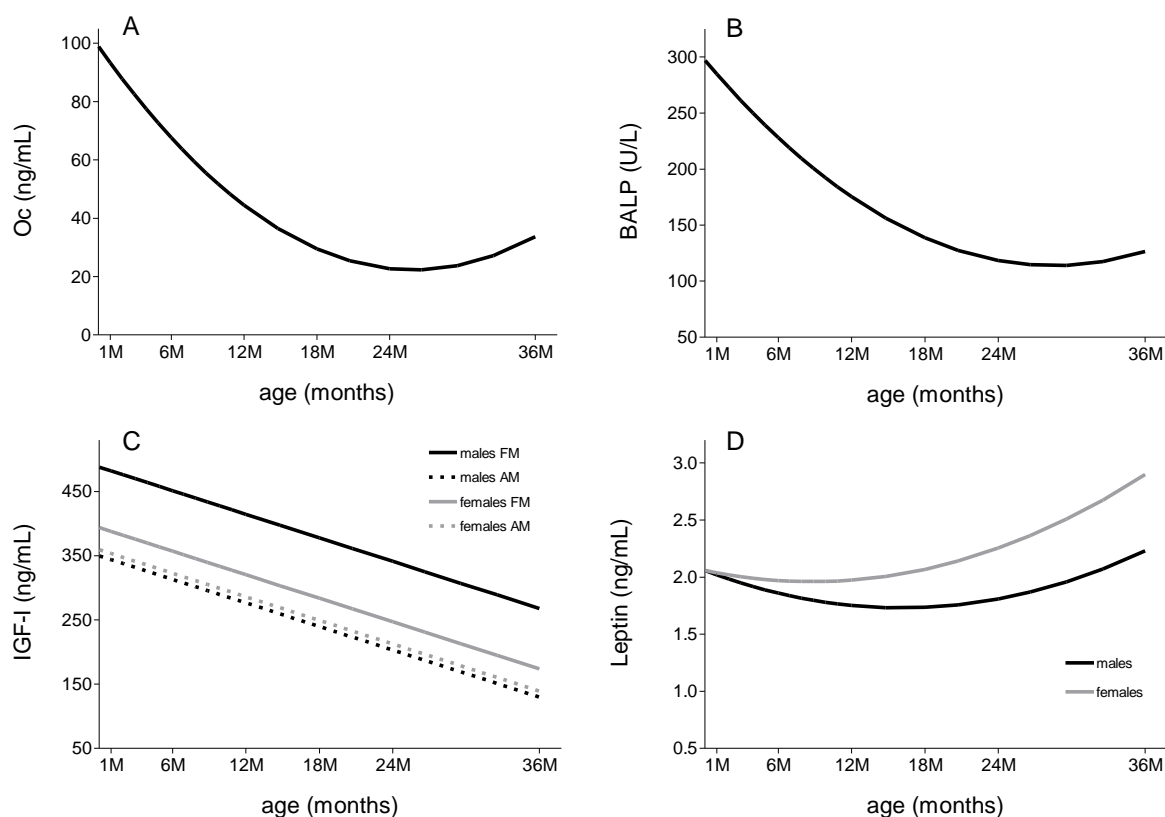 A
Oc (ng/mL)
100
80
60
40
20
0
1M 6M 12M 18M 24M 36M
age (months)
B
BALP (U/L)
300
250
200
150
100
50
1M 6M 12M 18M 24M 36M
age (months)
C
IGF-I (ng/mL)
450
350
250
150
50
males FM
males AM
females FM
females AM
1M 6M 12M 18M 24M 36M
age (months)
D
Leptin (ng/mL)
3.0
2.5
2.0
1.5
1.0
0.5
males
females
1M 6M 12M 18M 24M 36M
age (months)